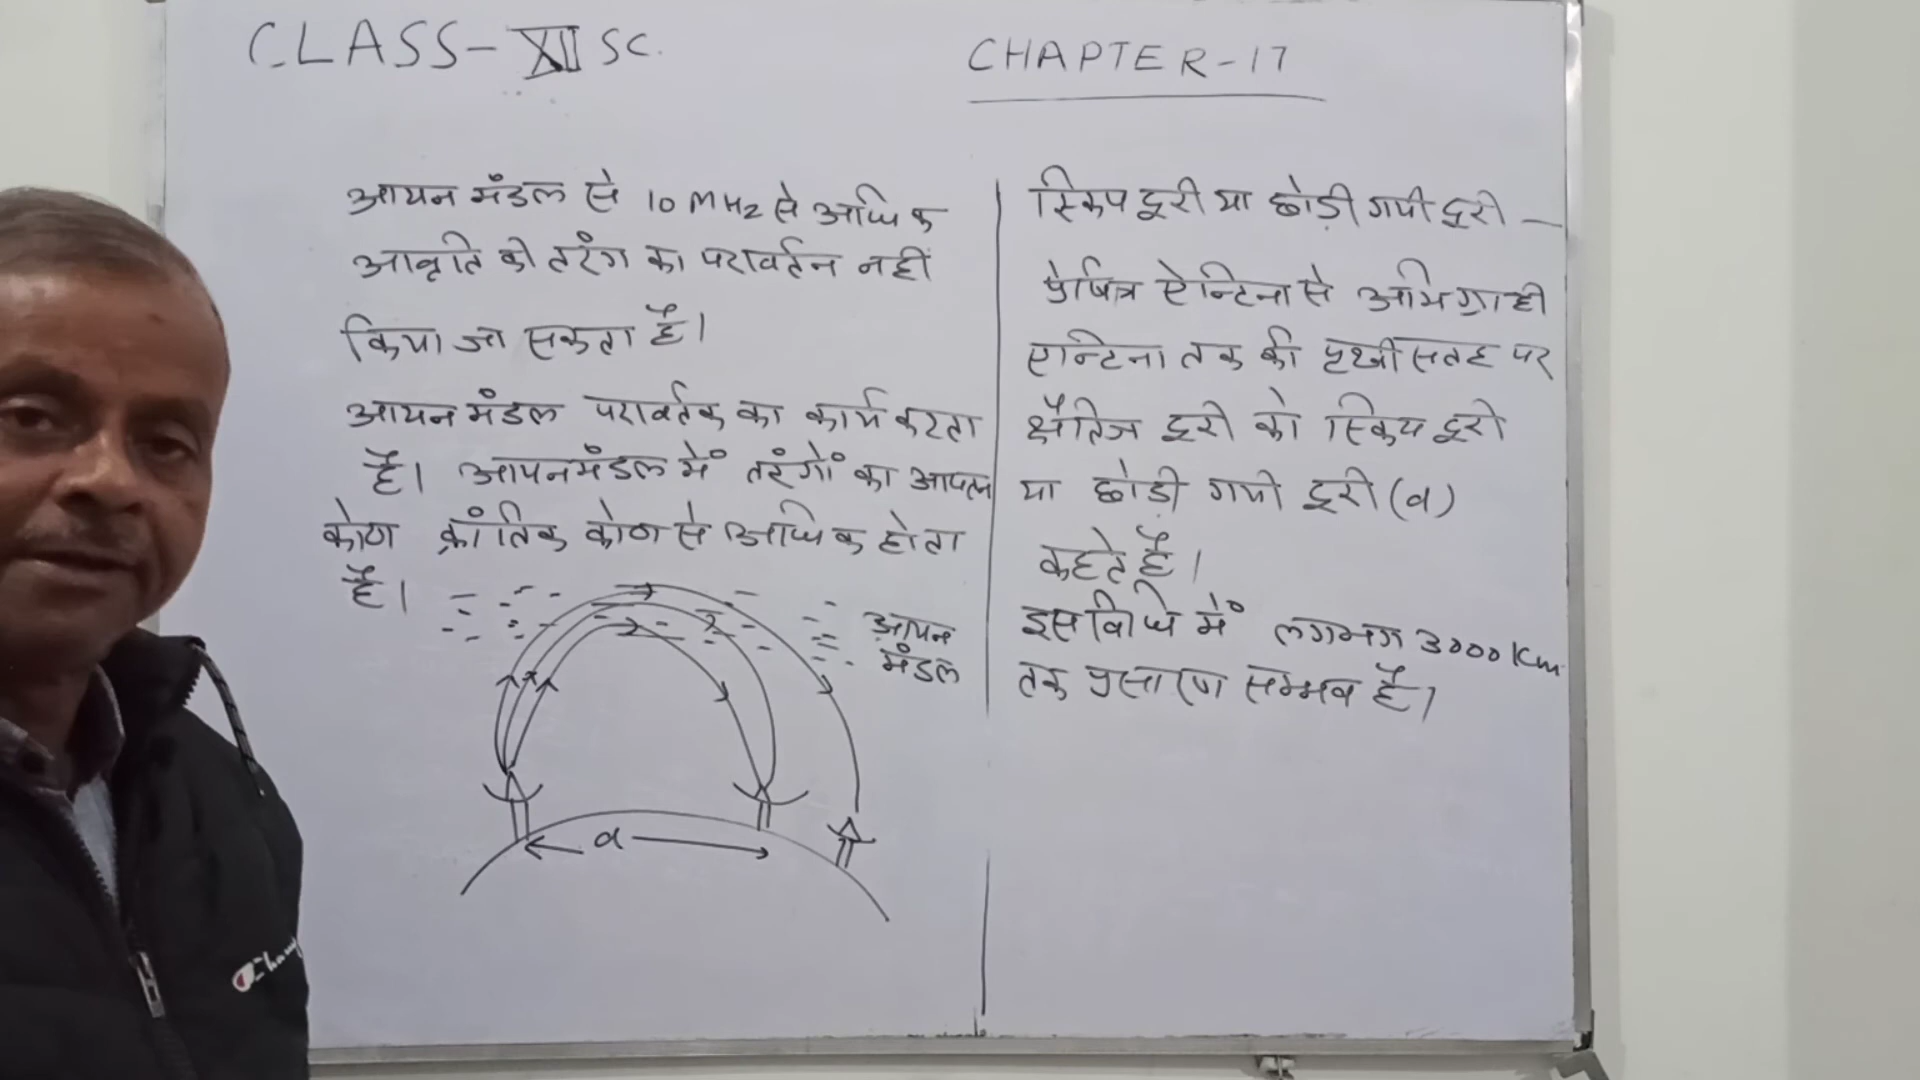 CLASS-XII SC.
CHAPTER-17
आयन मंडल से 10 MHz से अधिक
आवृति की तरंग का परावर्तन नहीं
किया जा सकता है।
आयन मंडल परावर्तक का कार्य करता
है। आयनमंडल में तरंगों का आपतन
कोण क्रांतिक कोण से अधिक होता
है।
आयन
मंडल
d
स्किप दूरी या छोड़ी गयी दूरी —
प्रेषित्र ऐन्टिना से अभिग्राही
एन्टिना तक की पृथ्वी सतह पर
क्षैतिज दूरी को स्किप दूरी
या छोड़ी गयी दूरी (d)
कहते है।
इस विधि में लगभग 3000 Km
तक प्रसारण सम्भव है।